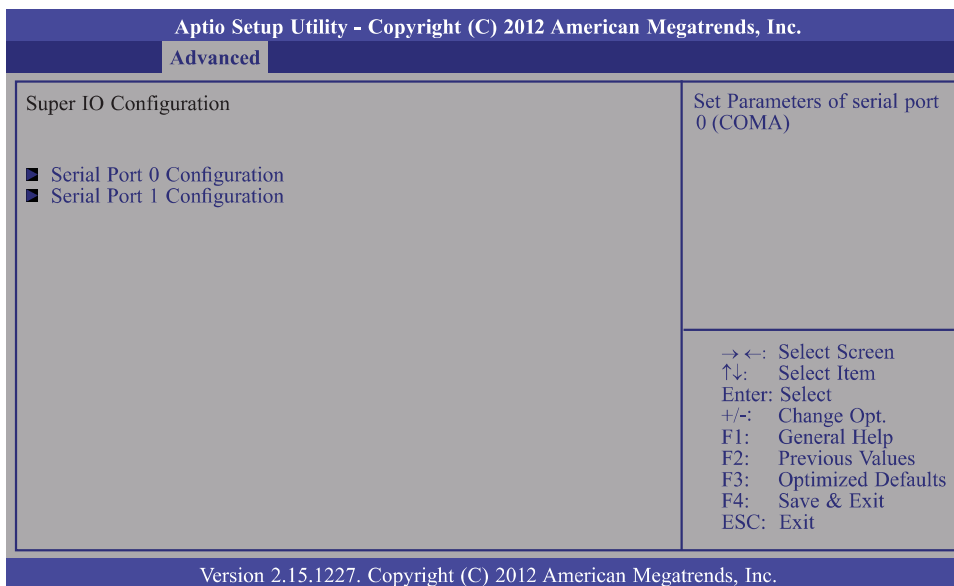 Aptio Setup Utility - Copyright (C) 2012 American Megatrends, Inc.
Advanced
Super IO Configuration
Serial Port 0 Configuration
Serial Port 1 Configuration
Set Parameters of serial port
0 (COMA)
→ ←: Select Screen
↑↓: Select Item
Enter: Select
+/-: Change Opt.
F1: General Help
F2: Previous Values
F3: Optimized Defaults
F4: Save & Exit
ESC: Exit
Version 2.15.1227. Copyright (C) 2012 American Megatrends, Inc.